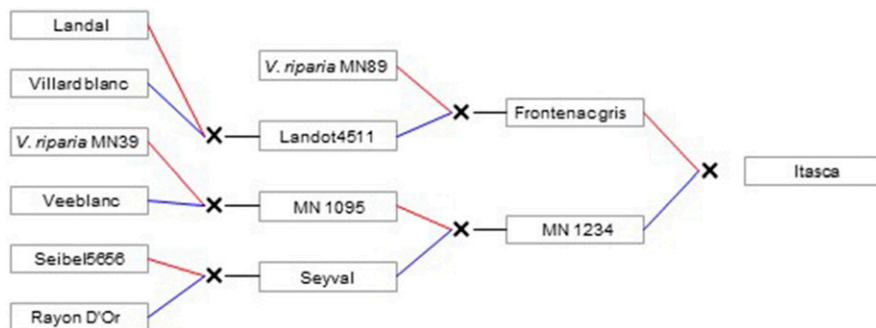 Landal
Villard blanc
V. riparia MN89
Frontenac gris
V. riparia MN39
Landot4511
Itasca
Veeblanc
MN 1095
MN 1234
Seibel5656
Seyval
Rayon D'Or